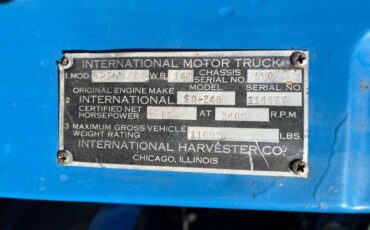 INTERNATIONAL MOTOR TRUCK
1 MOD. W.B. 142 CHASSIS SERIAL NO.
ORIGINAL ENGINE MAKE MODEL SERIAL NO.
2 INTERNATIONAL SD-240 114477
CERTIFIED NET HORSEPOWER AT 3400 R.P.M.
3 MAXIMUM GROSS VEHICLE WEIGHT RATING LBS.
INTERNATIONAL HARVESTER CO.
CHICAGO, ILLINOIS